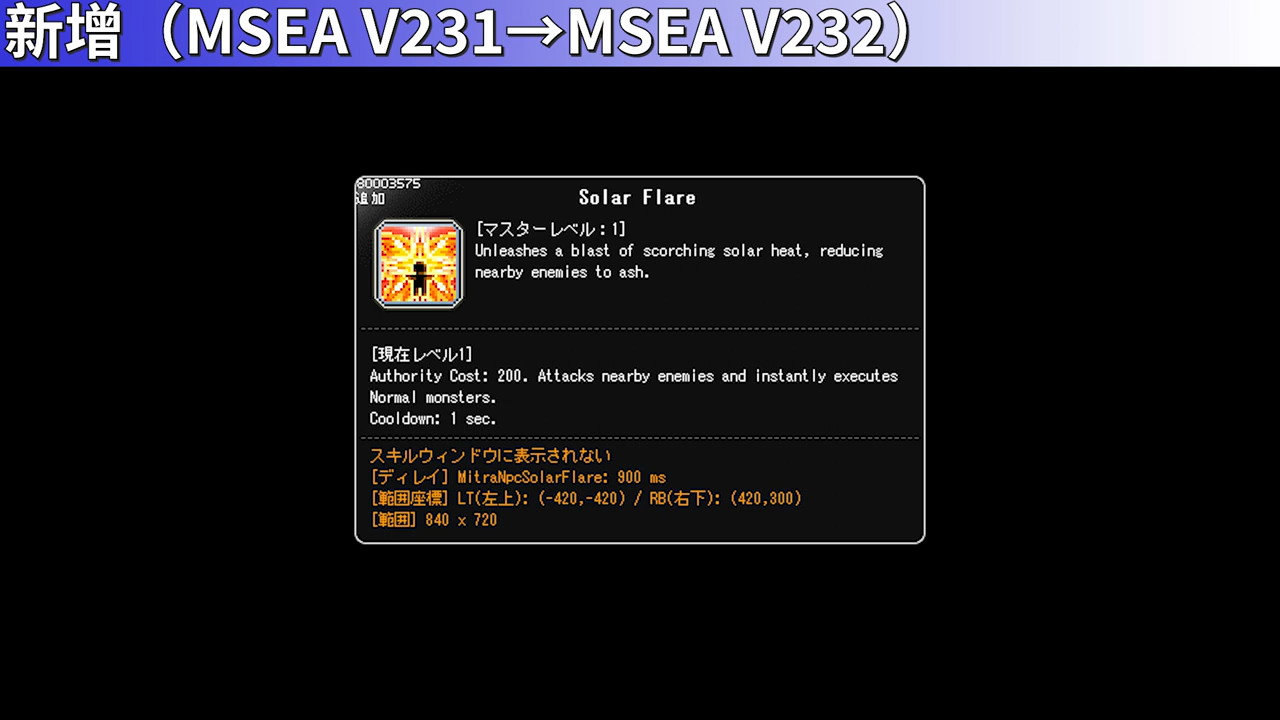 新增（MSEA V231→MSEA V232）
80003575
追加
Solar Flare
[マスターレベル：1]
Unleashes a blast of scorching solar heat, reducing
nearby enemies to ash.
[現在レベル1]
Authority Cost: 200. Attacks nearby enemies and instantly executes
Normal monsters.
Cooldown: 1 sec.
スキルウィンドウに表示されない
[ディレイ] MitraNpcSolarFlare: 900 ms
[範囲座標] LT(左上): (-420,-420) / RB(右下): (420,300)
[範囲] 840 x 720